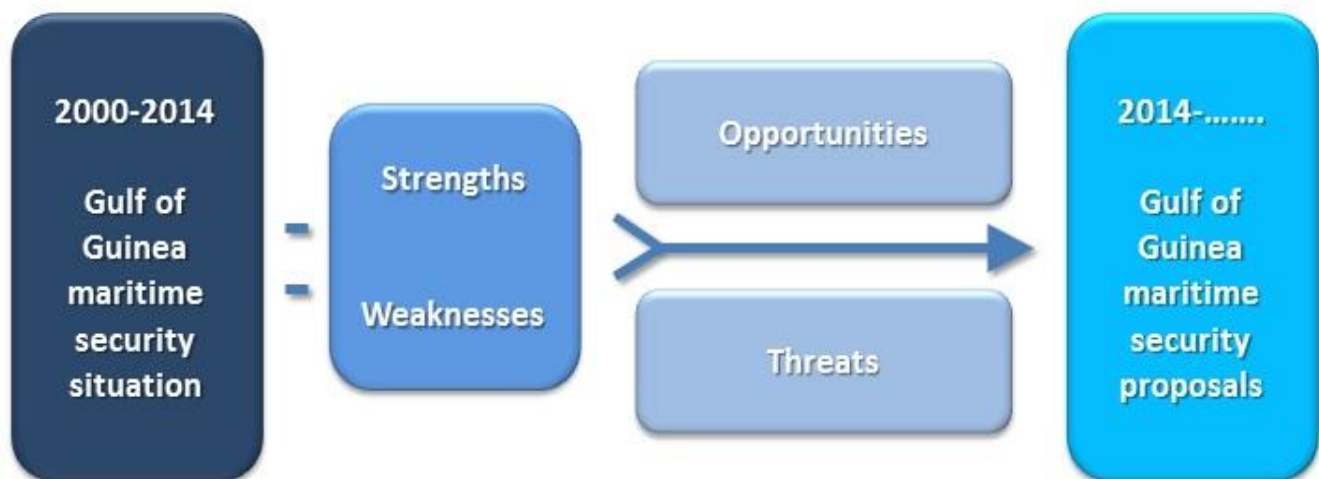 2000-2014
Gulf of
Guinea
maritime
security
situation
Strengths
Weaknesses
Opportunities
Threats
2014-.......
Gulf of
Guinea
maritime
security
proposals